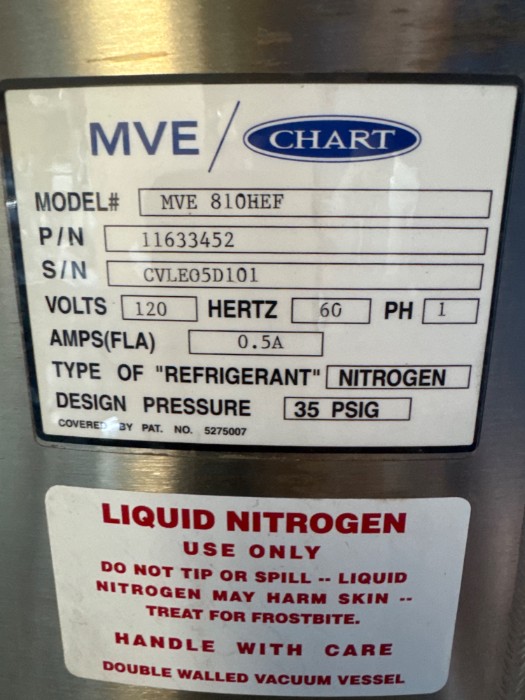 MVE / CHART
MODEL# MVE 810HEF
P/N 11633452
S/N CVLE05D101
VOLTS 120 HERTZ 60 PH 1
AMPS(FLA) 0.5A
TYPE OF "REFRIGERANT" NITROGEN
DESIGN PRESSURE 35 PSIG
COVERED BY PAT. NO. 5275007
LIQUID NITROGEN
USE ONLY
DO NOT TIP OR SPILL -- LIQUID
NITROGEN MAY HARM SKIN --
TREAT FOR FROSTBITE.
HANDLE WITH CARE
DOUBLE WALLED VACUUM VESSEL